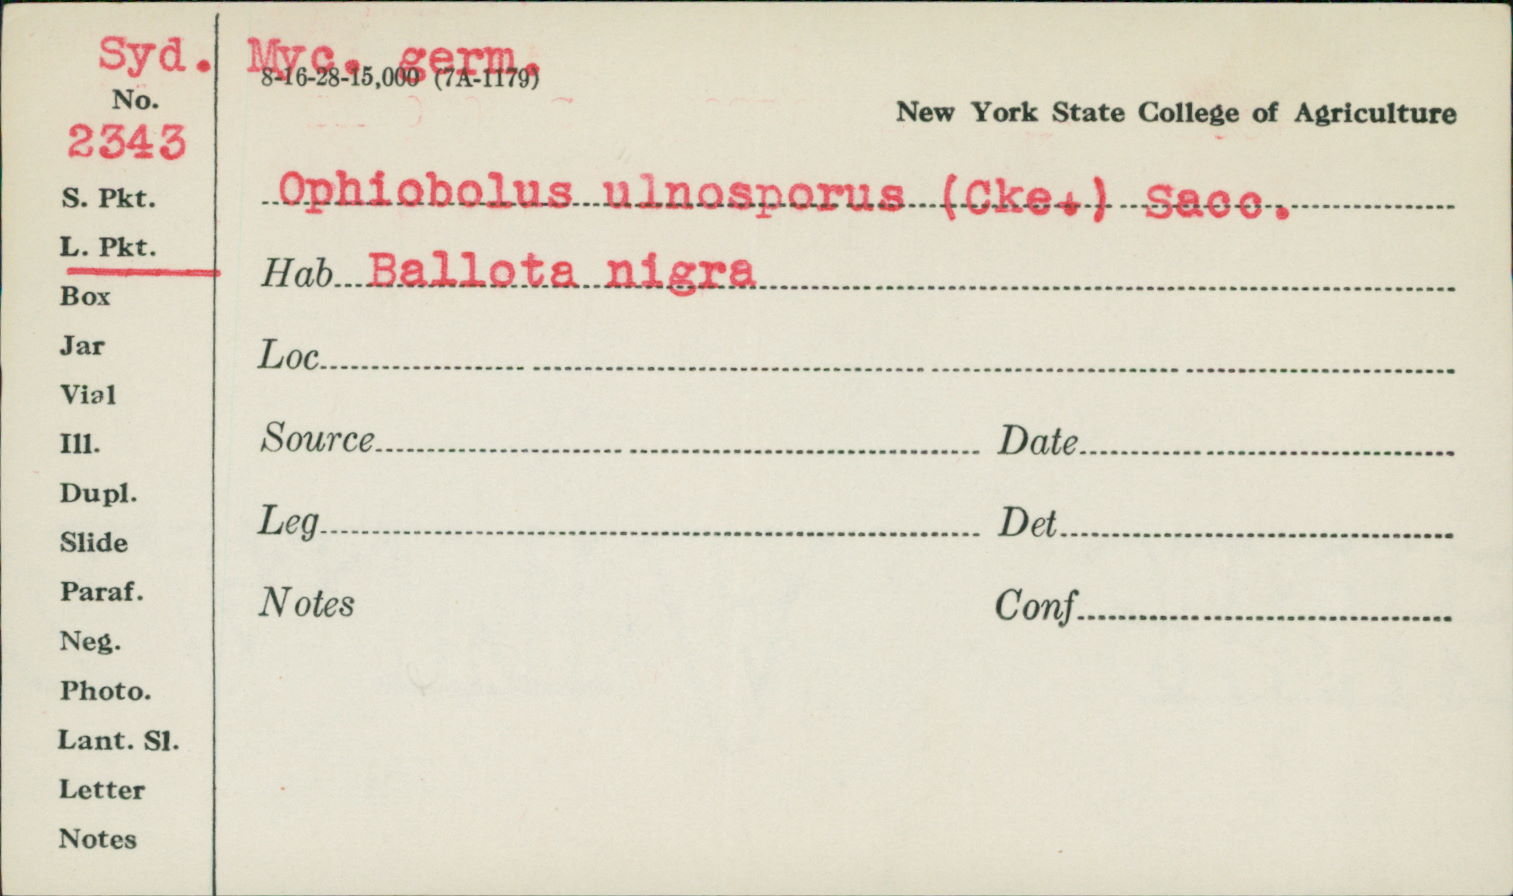 Syd. Myc. germ.
8-16-28-15,000 (7A-1179)
No.
2343
New York State College of Agriculture
S. Pkt.
L. Pkt.
Box
Jar
Vial
Ill.
Dupl.
Slide
Paraf.
Neg.
Photo.
Lant. Sl.
Letter
Notes
Ophiobolus ulnosporus (Cke.) Sacc.
Hab Ballota nigra
Loc
Source Date
Leg Det
Notes Conf